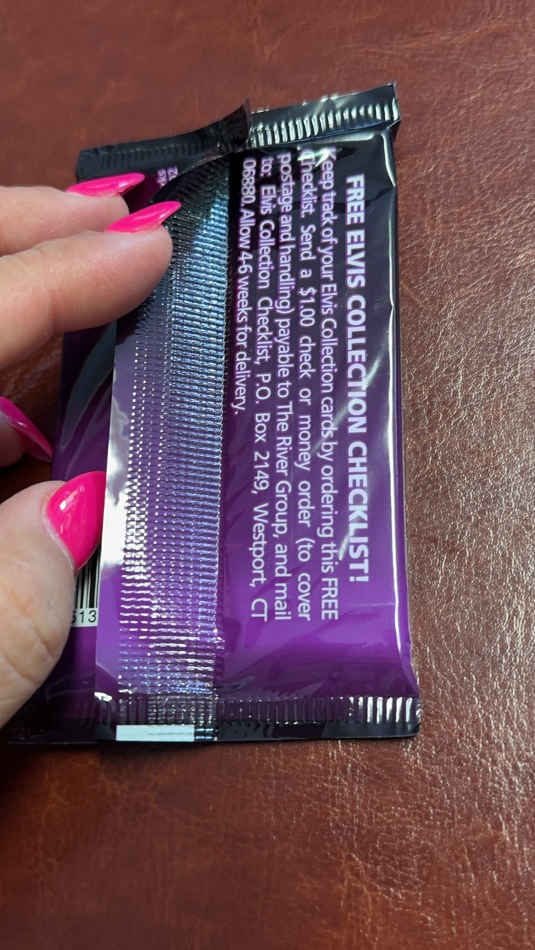 FREE ELVIS COLLECTION CHECKLIST!
Keep track of your Elvis Collection cards by ordering this FREE
checklist. Send a $1.00 check or money order (to cover
postage and handling) payable to The River Group, and mail
to: Elvis Collection Checklist, P.O. Box 2149, Westport, CT
06880. Allow 4-6 weeks for delivery.
513